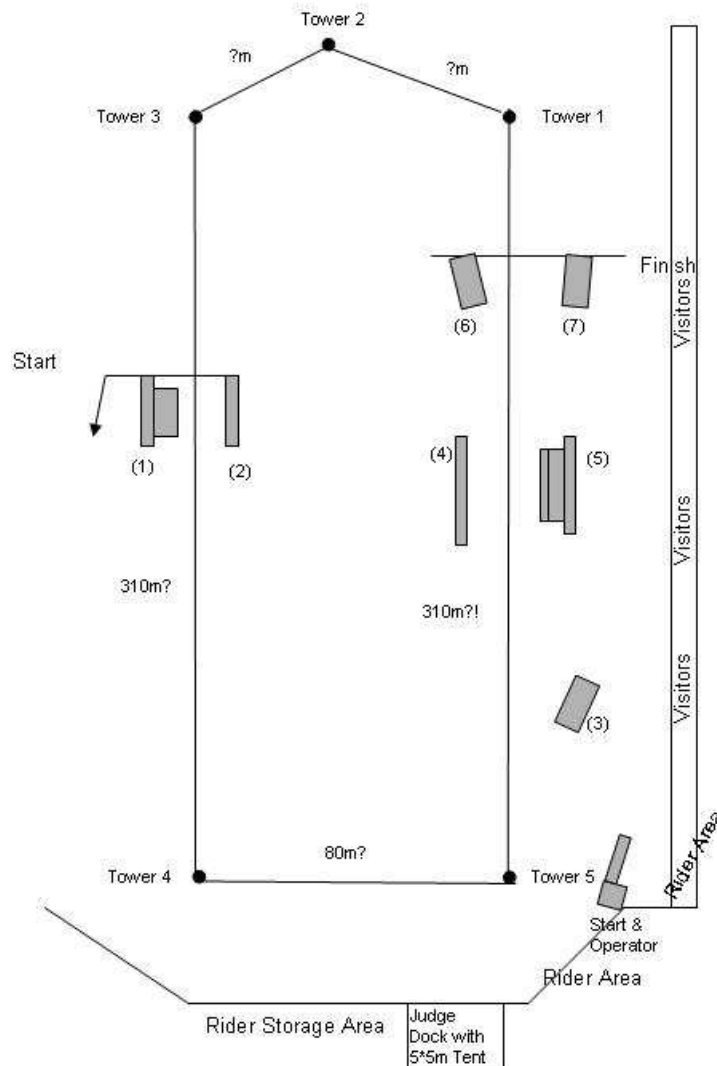 Tower 2
?m
?m
Tower 3
Tower 1
Finish
Visitors
(6)
(7)
Start
(1)
(2)
(4)
(5)
Visitors
310m?
310m?!
Visitors
(3)
Rider Area
80m?
Tower 4
Tower 5
Start &
Operator
Rider Area
Rider Storage Area
Judge
Dock with
5*5m Tent